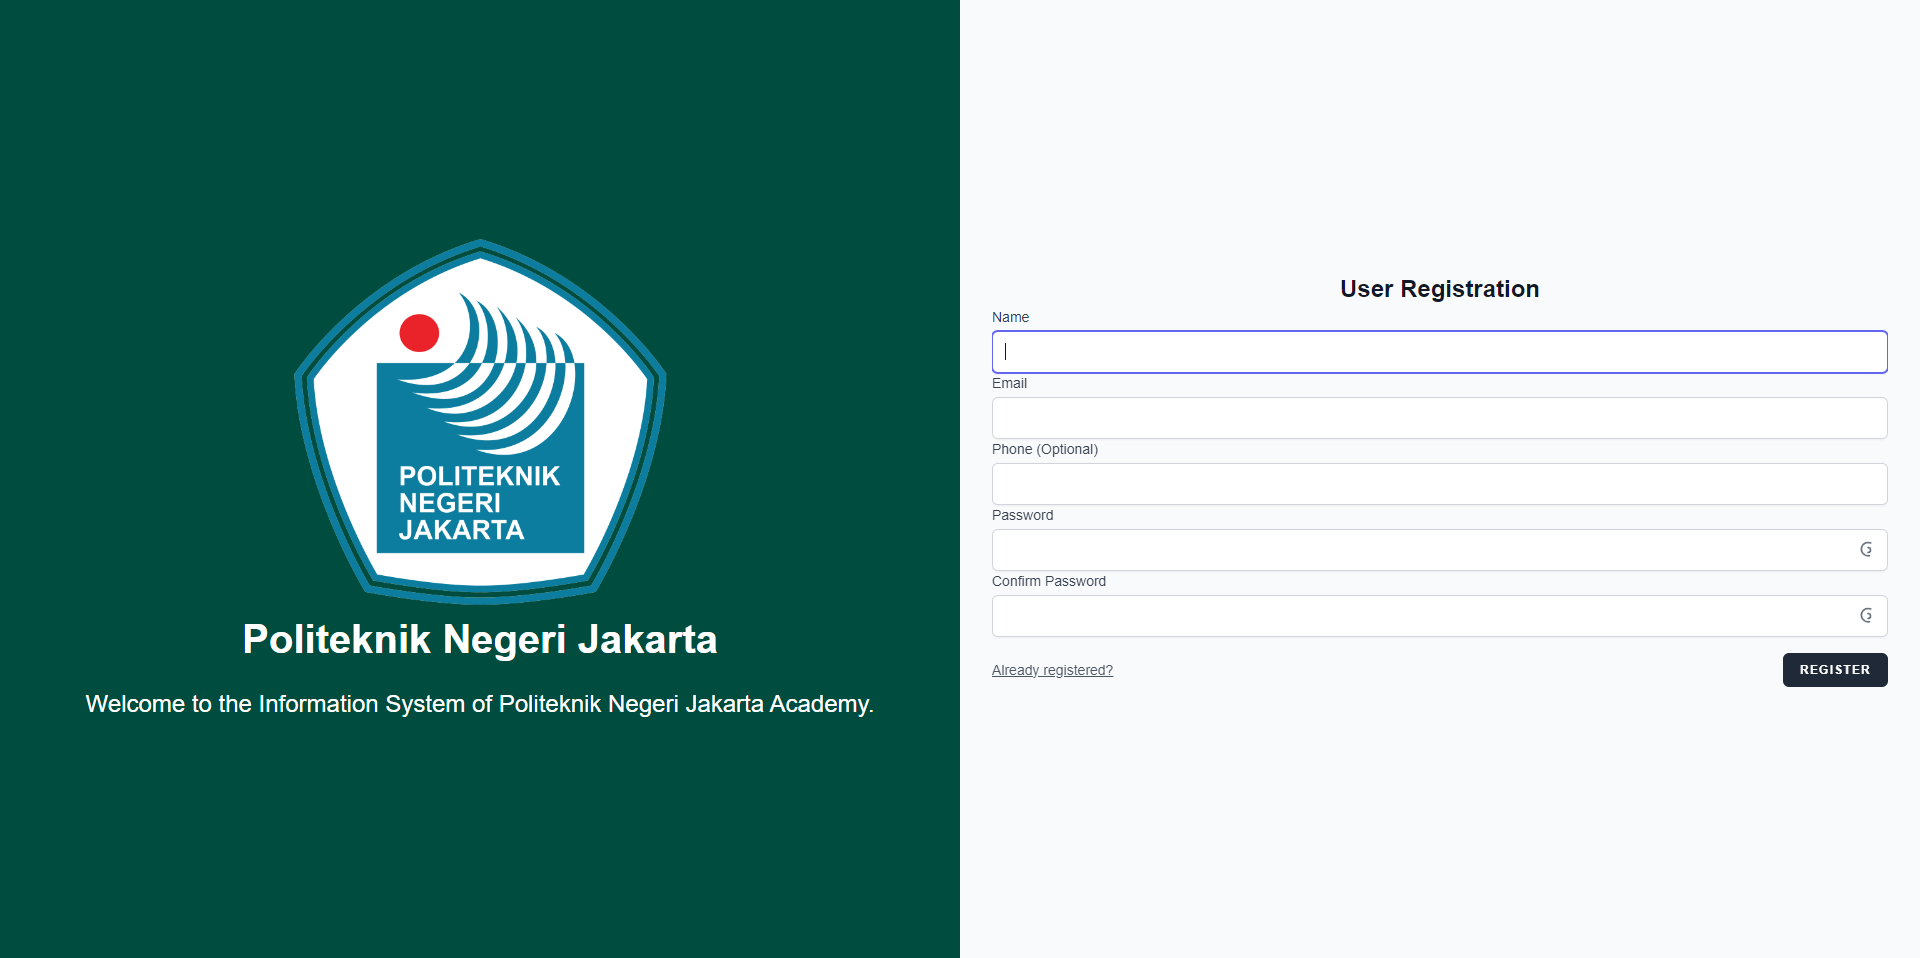 POLITEKNIK
NEGERI
JAKARTA
Politeknik Negeri Jakarta
Welcome to the Information System of Politeknik Negeri Jakarta Academy.
User Registration
Name
Email
Phone (Optional)
Password
Confirm Password
Already registered?
REGISTER